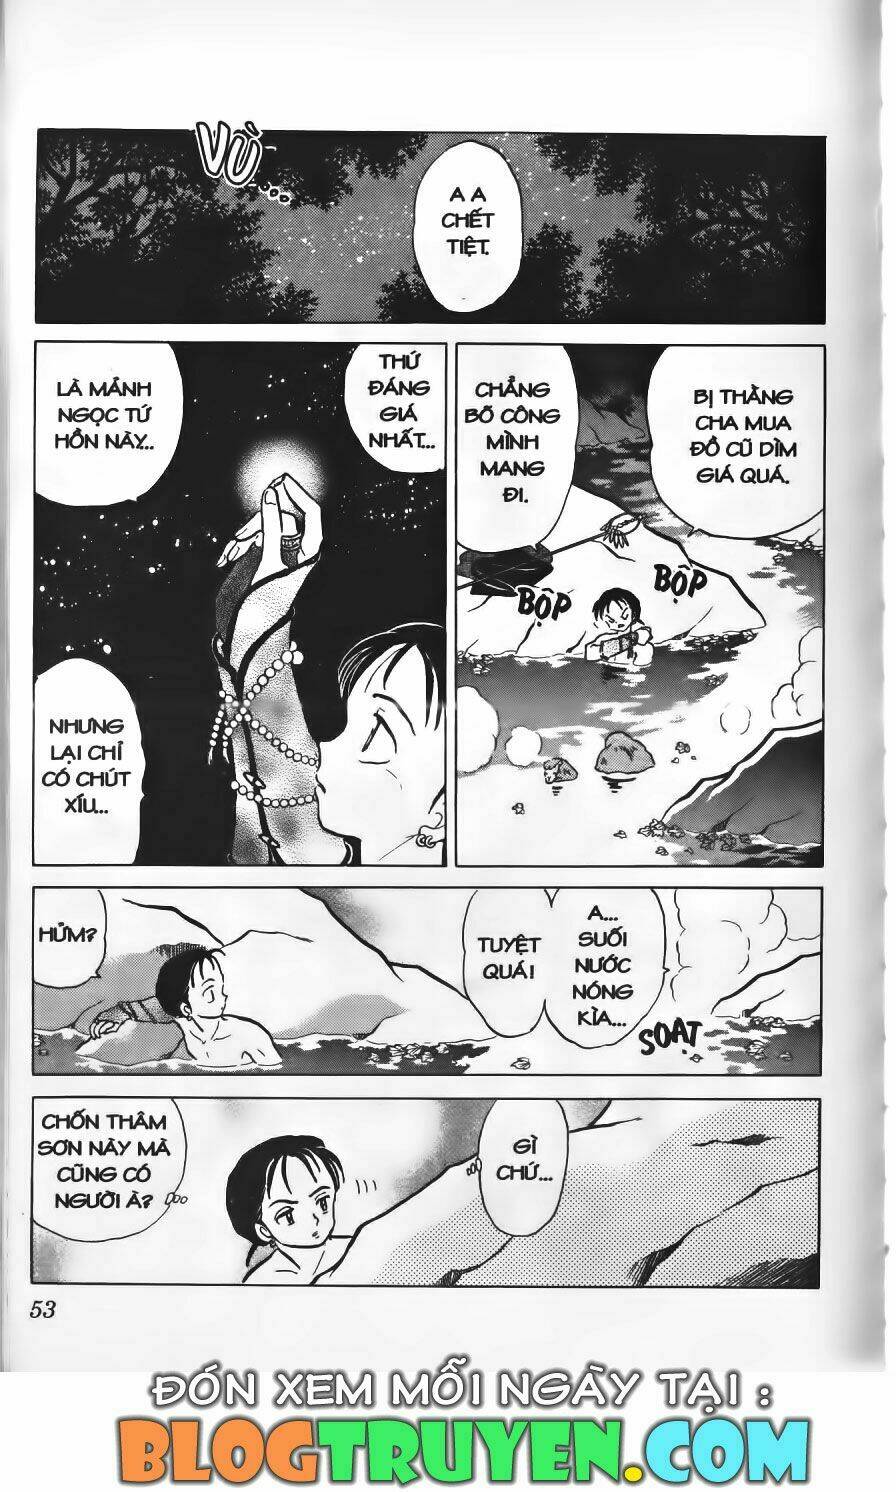 VÙ...
A A
CHẾT
TIỆT.
BỊ THẰNG
CHA MUA
ĐỒ CŨ DÌM
GIÁ QUÁ.
CHẲNG
BÕ CÔNG
MÌNH
MANG
ĐI.
BỘP
BỘP
THỨ
ĐÁNG
GIÁ
NHẤT...
LÀ MẢNH
NGỌC TỨ
HỒN NÀY...
NHƯNG
LẠI CHỈ
CÓ CHÚT
XÍU...
A...
SUỐI
NƯỚC
NÓNG
KÌA...
TUYỆT
QUÁ!
SOẠT
HỬM?
GÌ
CHỨ...
CHỐN THÂM
SƠN NÀY MÀ
CŨNG CÓ
NGƯỜI À?
53
ĐÓN XEM MỖI NGÀY TẠI :
BLOGTRUYEN.COM